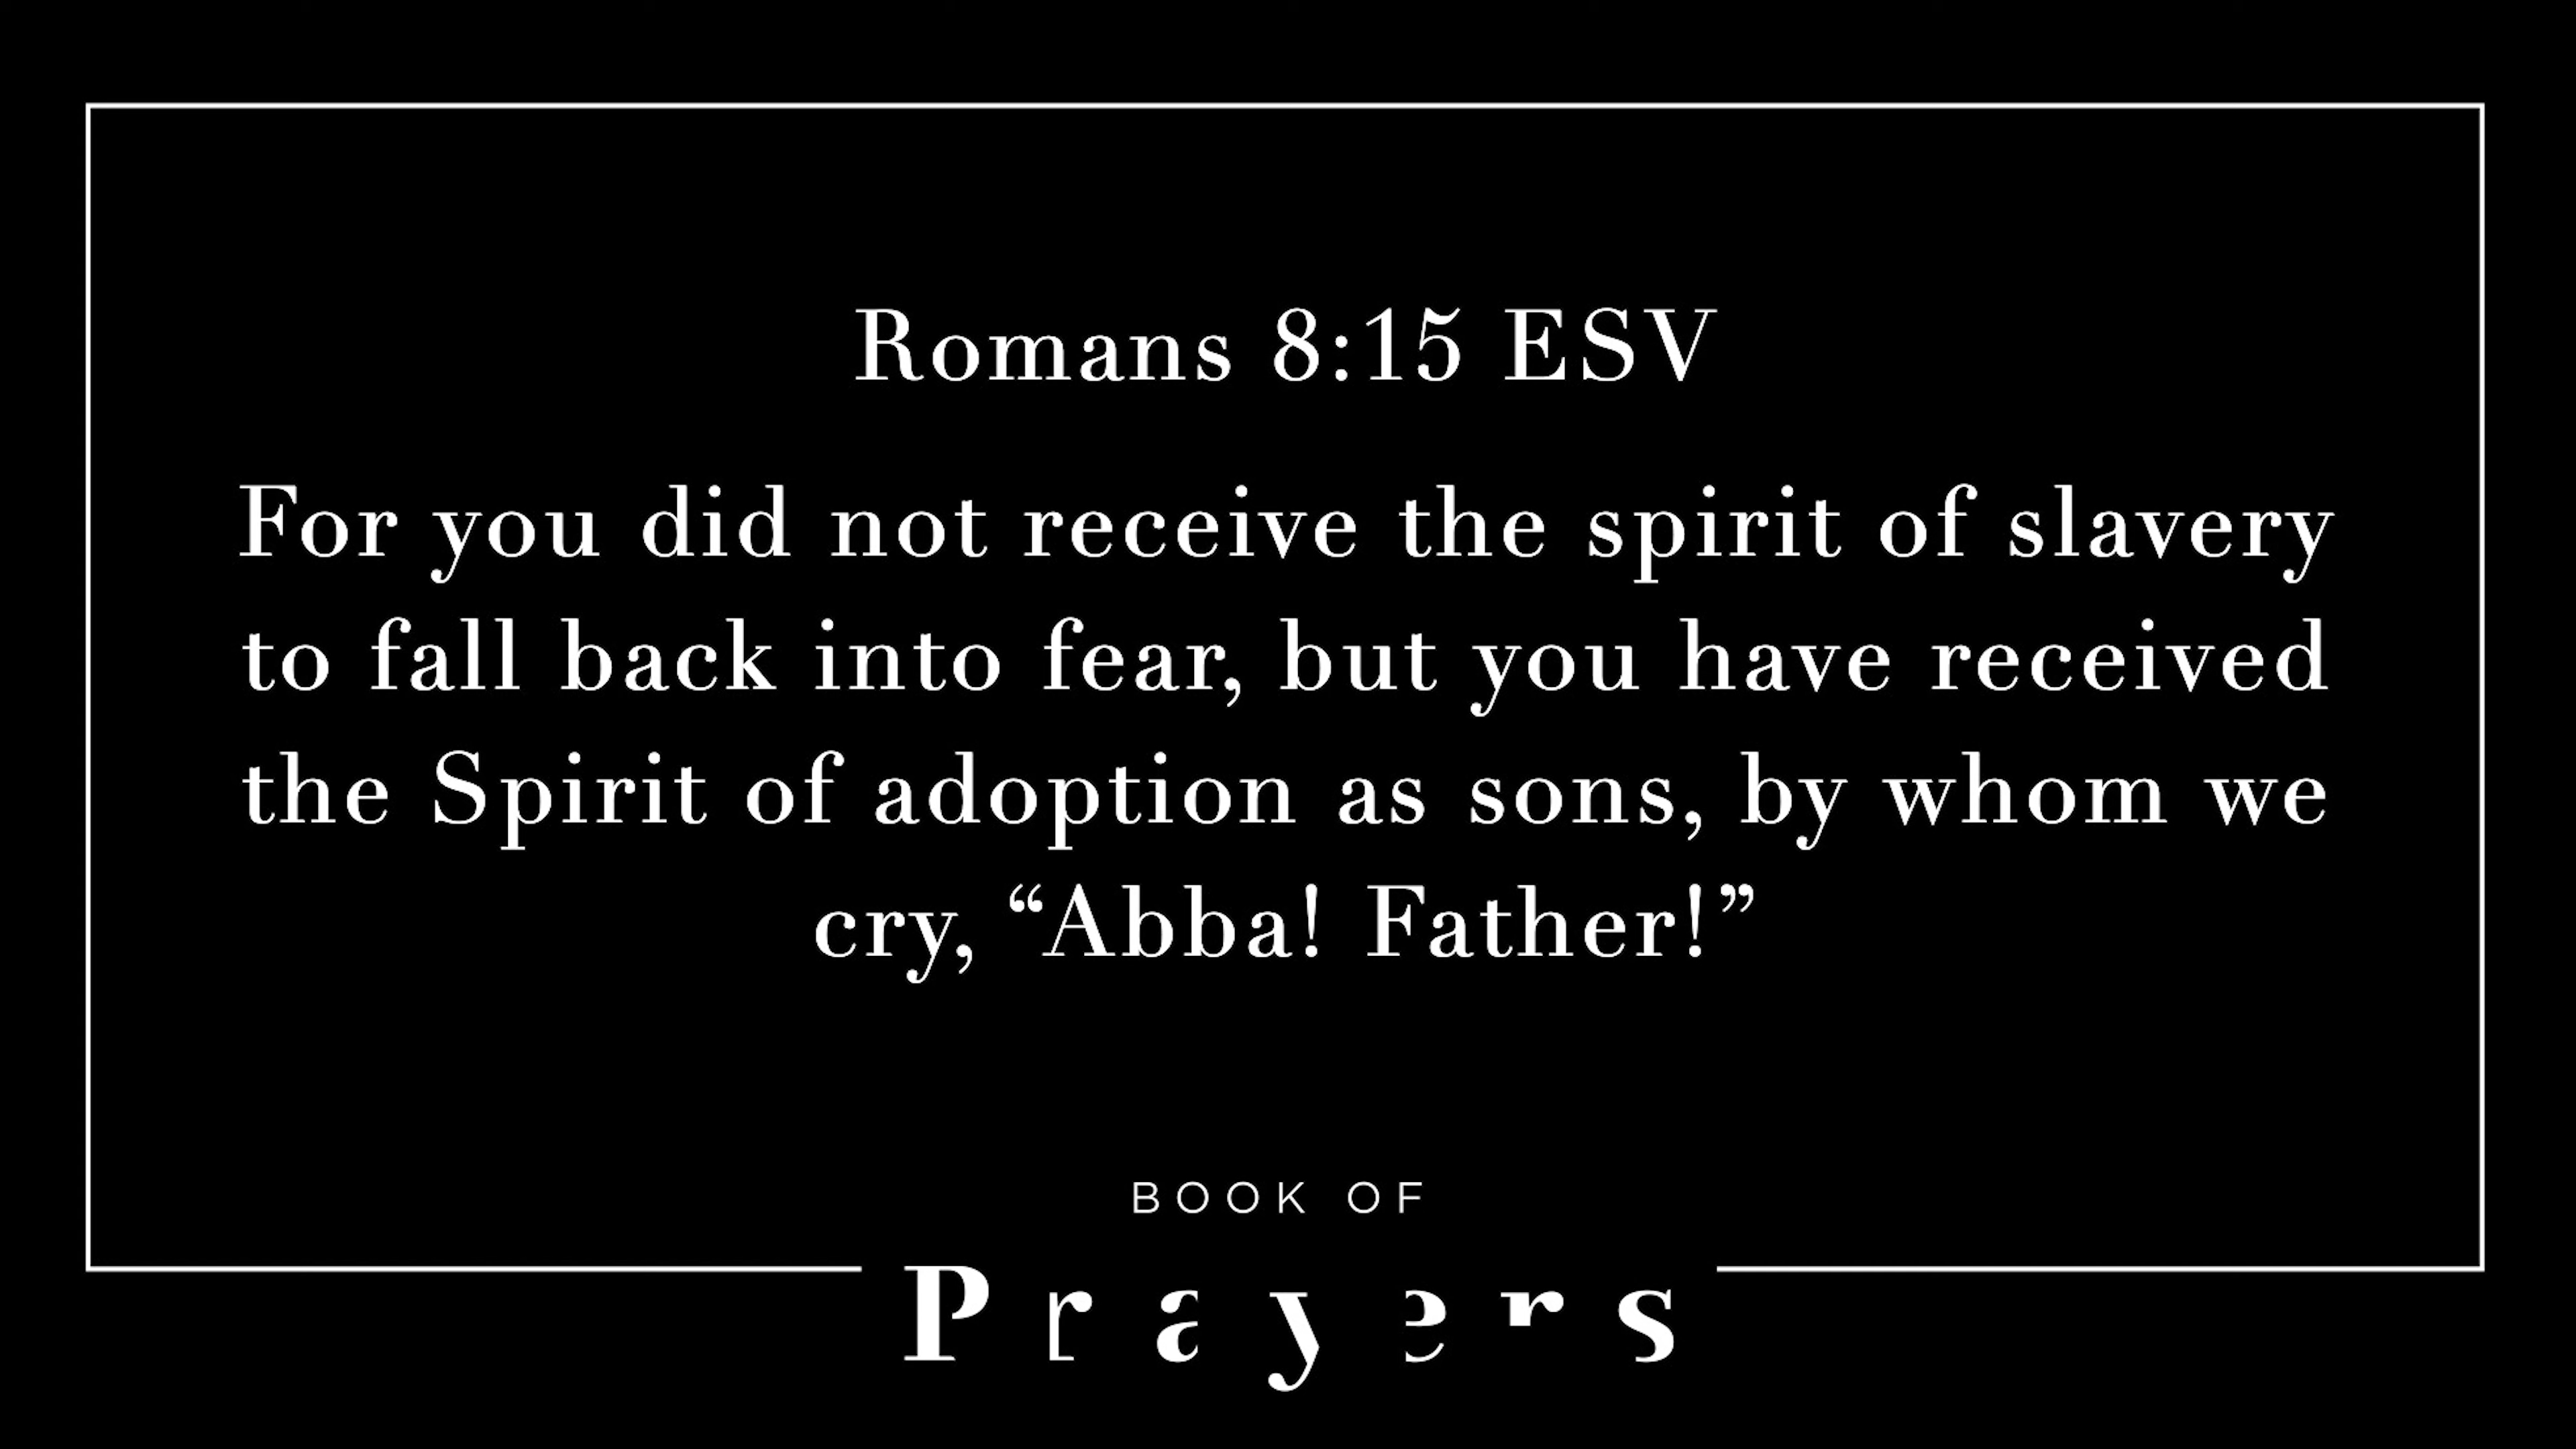 Romans 8:15 ESV
For you did not receive the spirit of slavery
to fall back into fear, but you have received
the Spirit of adoption as sons, by whom we
cry, “Abba! Father!”
BOOK OF
Prayers